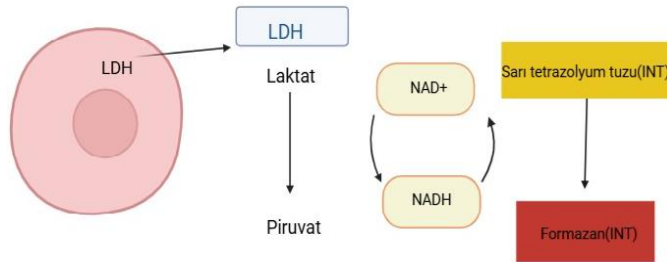 LDH
LDH
Laktat
Piruvat
NAD+
NADH
Sarı tetrazolyum tuzu(INT)
Formazan(INT)